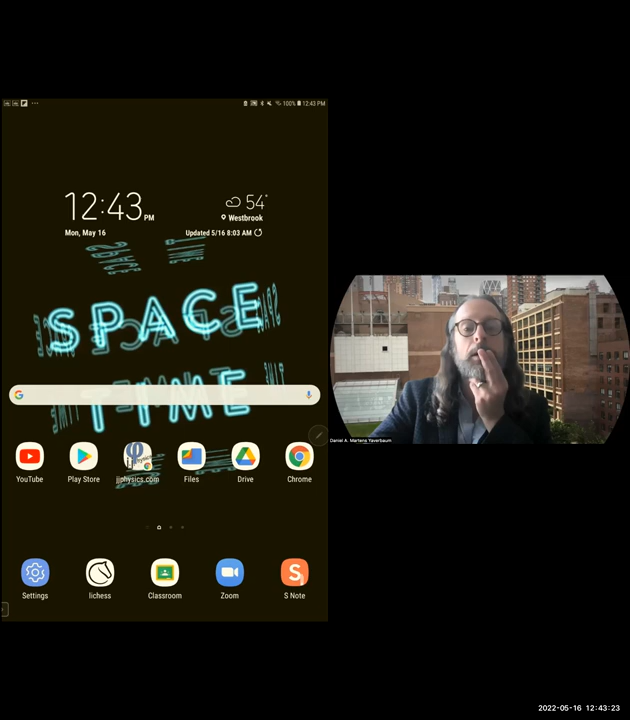 100% 12:43 PM
12:43 PM
54°
Westbrook
Mon, May 16
Updated 5/16 8:03 AM
SPACE
TIME
YouTube
Play Store
jjphysics.com
Files
Drive
Chrome
Settings
lichess
Classroom
Zoom
S Note
Daniel A. Martens Yaverbaum
2022-05-16 12:43:23